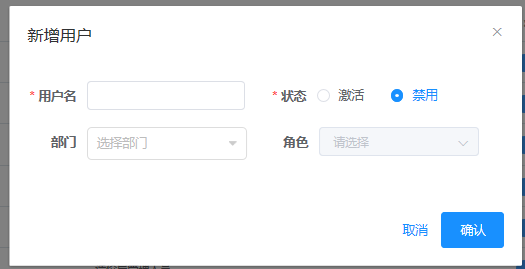 新增用户
* 用户名
* 状态 激活 禁用
部门 选择部门
角色 请选择
取消 确认